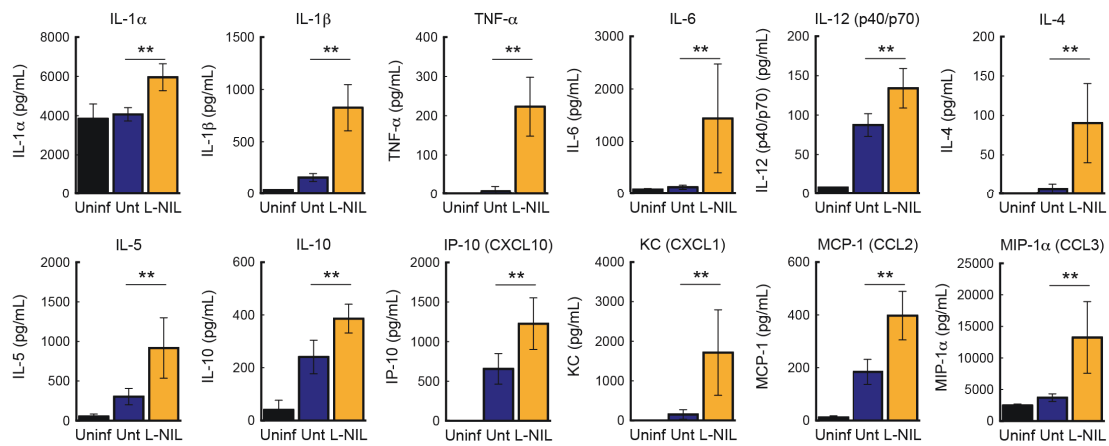 IL-1α
IL-1β
TNF-α
IL-6
IL-12 (p40/p70)
IL-4
IL-1α (pg/mL)
8000
6000
4000
2000
0
**
Uninf Unt L-NIL
IL-1β (pg/mL)
1500
1000
500
0
**
Uninf Unt L-NIL
TNF-α (pg/mL)
400
300
200
100
0
**
Uninf Unt L-NIL
IL-6 (pg/mL)
3000
2000
1000
0
**
Uninf Unt L-NIL
IL-12 (p40/p70) (pg/mL)
200
150
100
50
0
**
Uninf Unt L-NIL
IL-4 (pg/mL)
200
150
100
50
0
**
Uninf Unt L-NIL
IL-5
IL-10
IP-10 (CXCL10)
KC (CXCL1)
MCP-1 (CCL2)
MIP-1α (CCL3)
IL-5 (pg/mL)
2000
1500
1000
500
0
**
Uninf Unt L-NIL
IL-10 (pg/mL)
600
400
200
0
**
Uninf Unt L-NIL
IP-10 (pg/mL)
2000
1500
1000
500
0
**
Uninf Unt L-NIL
KC (pg/mL)
4000
3000
2000
1000
0
**
Uninf Unt L-NIL
MCP-1 (pg/mL)
600
400
200
0
**
Uninf Unt L-NIL
MIP-1α (pg/mL)
25000
20000
15000
10000
5000
0
**
Uninf Unt L-NIL